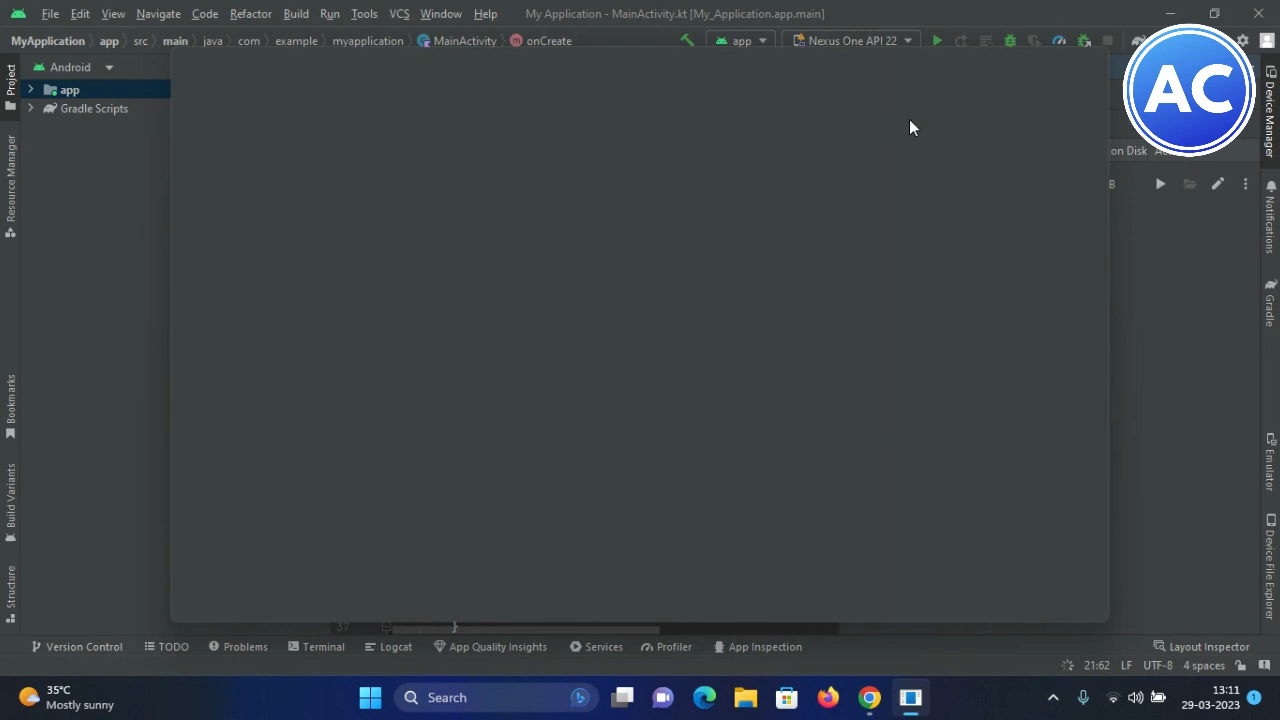 File Edit View Navigate Code Refactor Build Run Tools VCS Window Help My Application - MainActivity.kt [My_Application.app.main]
MyApplication app src main java com example myapplication MainActivity onCreate app Nexus One API 22
Project
Android
app
Gradle Scripts
Resource Manager
Bookmarks
Build Variants
Structure
AC
on Disk
B
Device Manager
Notifications
Gradle
Emulator
Device File Explorer
37 }
Version Control TODO Problems Terminal Logcat App Quality Insights Services Profiler App Inspection Layout Inspector
21:62 LF UTF-8 4 spaces
35°C
Mostly sunny
Search
13:11
29-03-2023
1